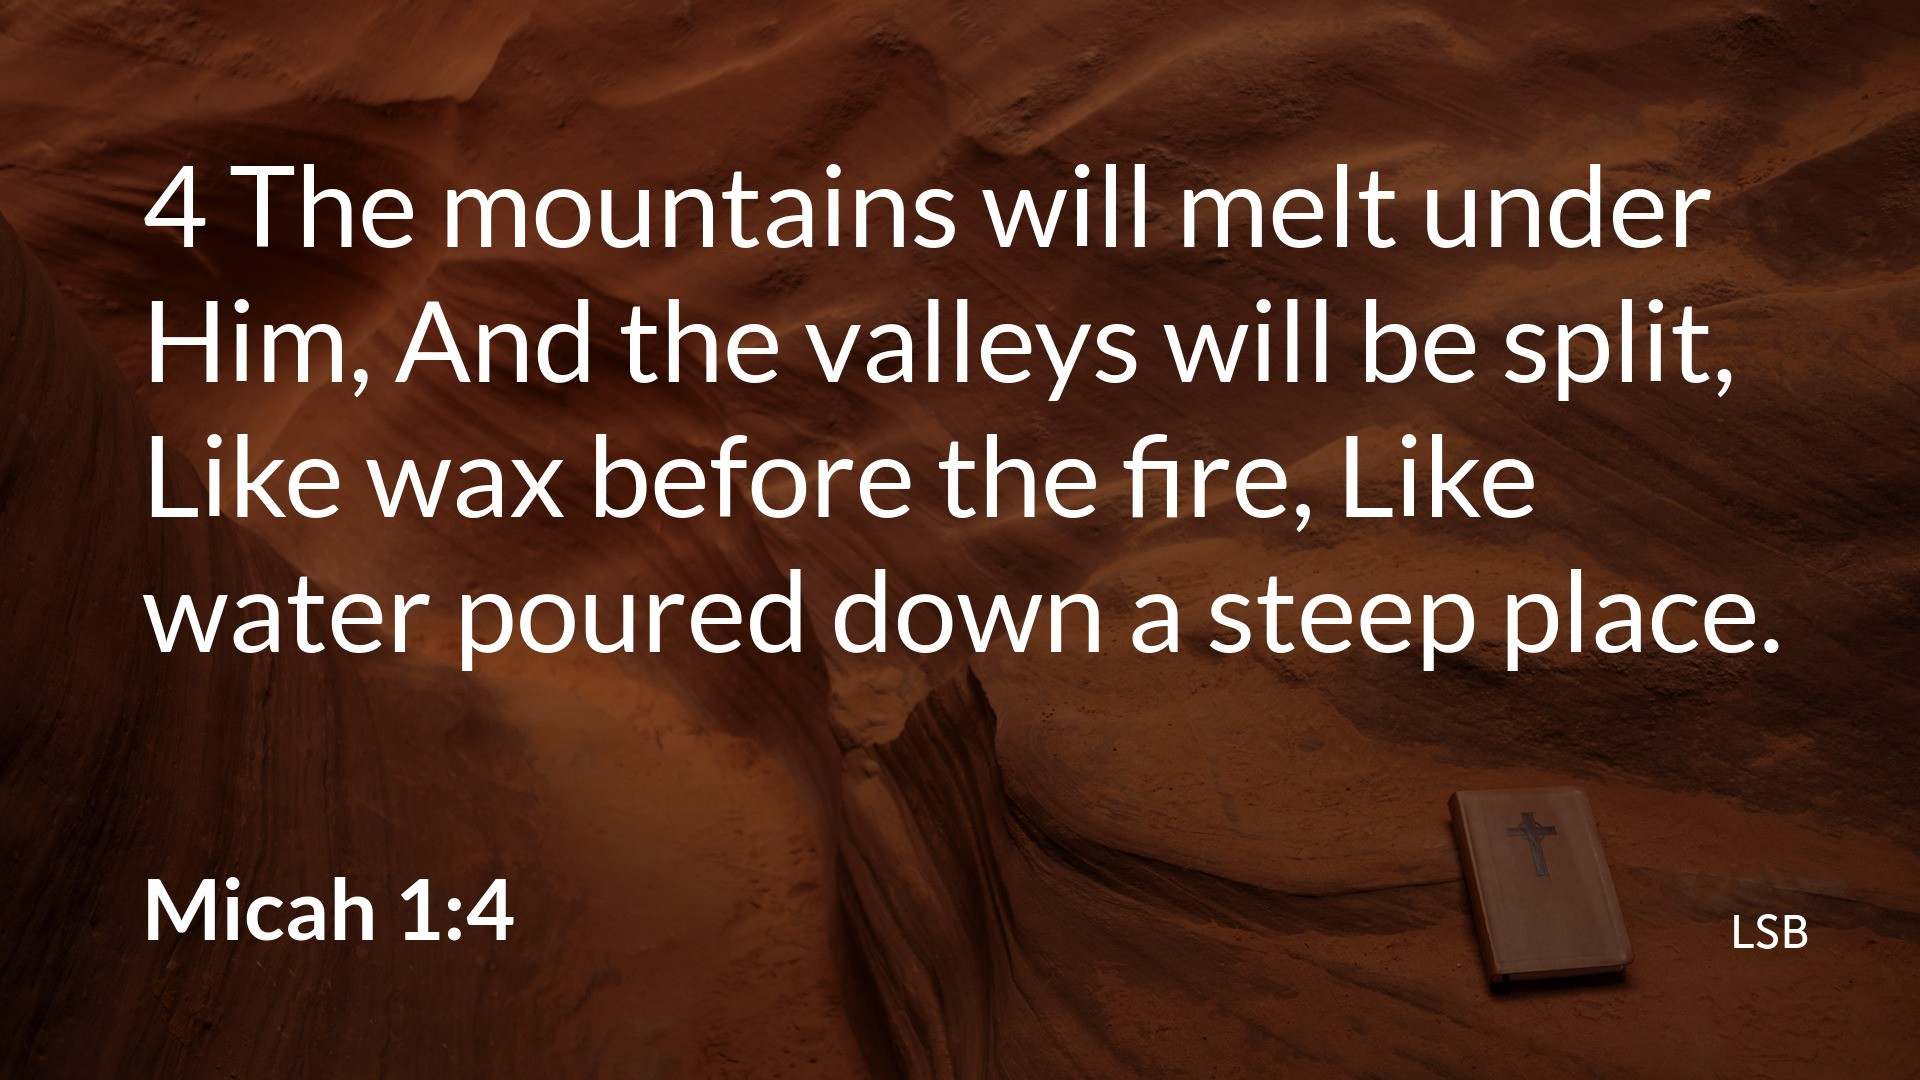 4 The mountains will melt under
Him, And the valleys will be split,
Like wax before the fire, Like
water poured down a steep place.
Micah 1:4
LSB